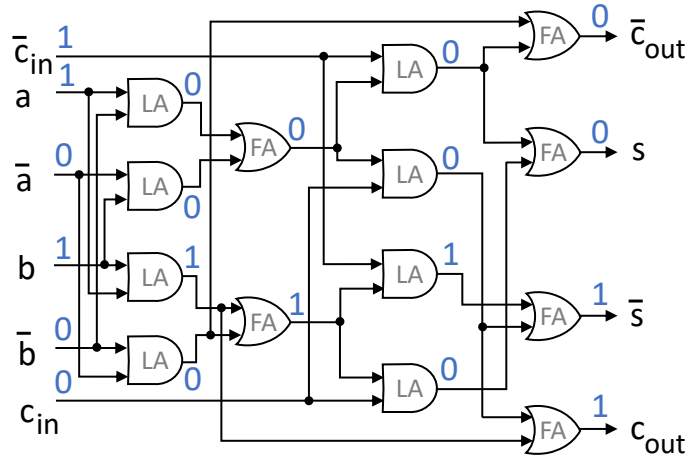 c̄in 1 0 c̄out
1 LA 0 FA
a LA 0 FA 0 s
0 LA 0 FA 0
ā LA 0 LA 0
b 1 LA 1 LA 1
b̄ 0 LA 0 FA 1 FA 1 s̄
0 LA 0
cin FA 1 cout